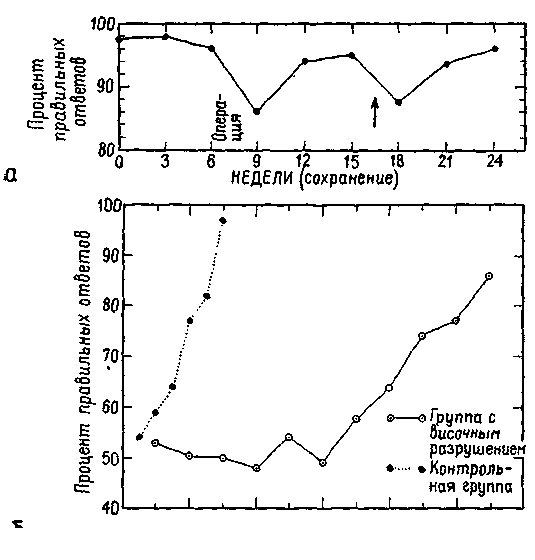 100
90
80
Процент
правильных
ответов
Опера-
ция
0 3 6 9 12 15 18 21 24
НЕДЕЛИ (сохранение)
а
100
90
80
70
60
50
40
Процент правильных ответов
Группа с
височным
разрушением
Контроль-
ная группа